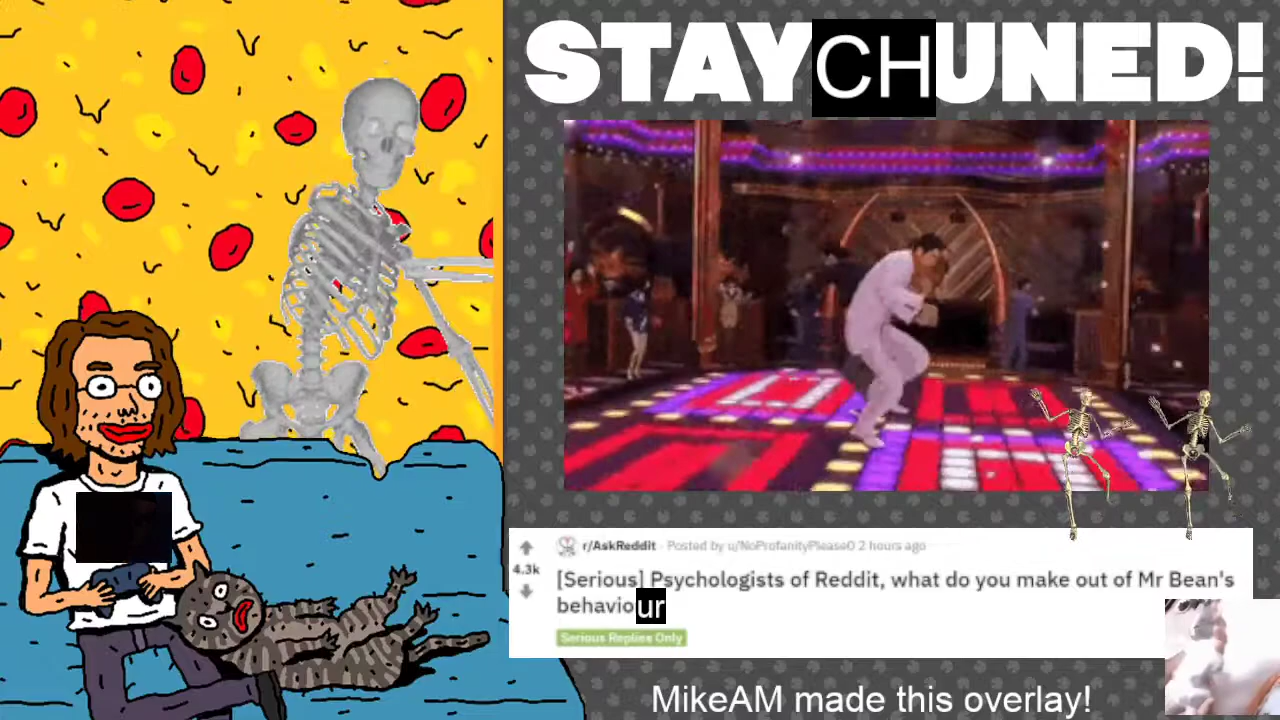 STAYCHUNED!
r/AskReddit · Posted by u/NoProfanityPlease0 2 hours ago
4.3k
[Serious] Psychologists of Reddit, what do you make out of Mr Bean's
behaviour
Serious Replies Only
MikeAM made this overlay!